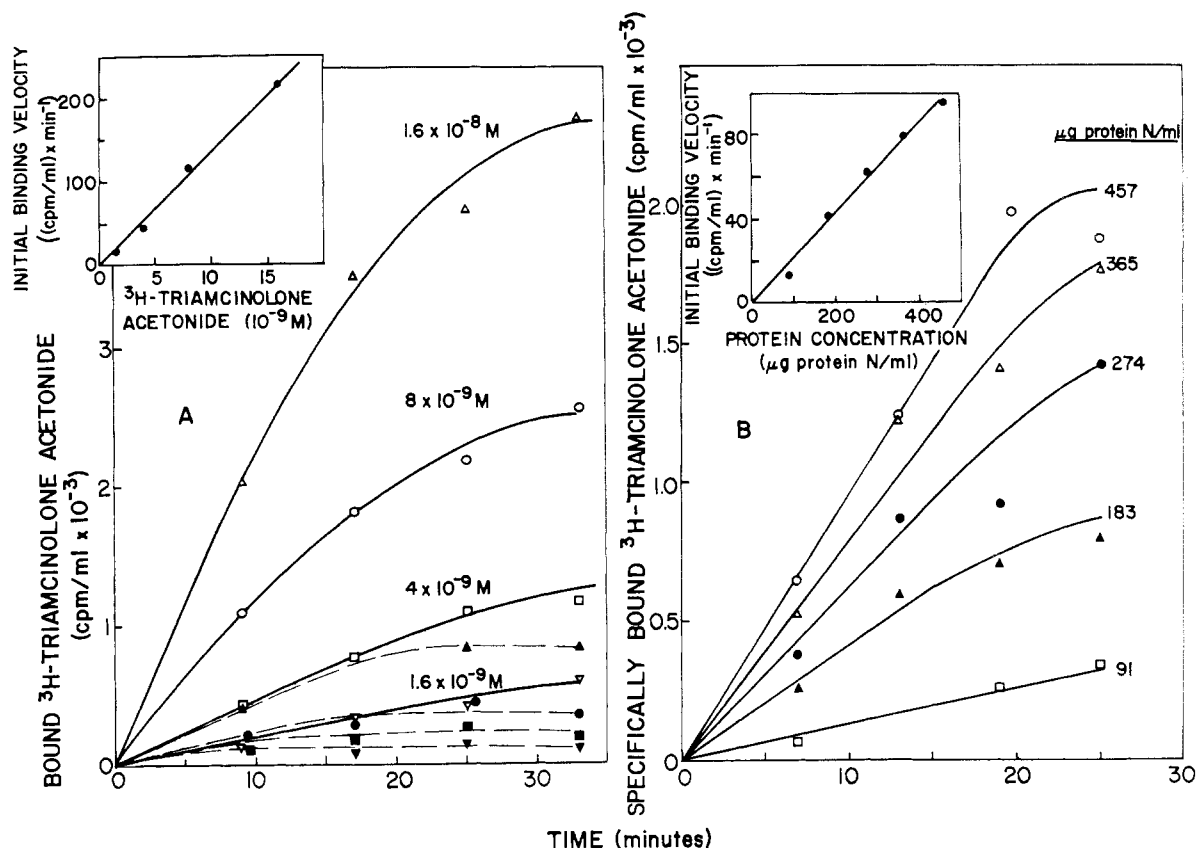 INITIAL BINDING VELOCITY
((cpm/ml) x min⁻¹)
200
100
0
0 5 10 15
³H-TRIAMCINOLONE
ACETONIDE (10⁻⁹M)
BOUND ³H-TRIAMCINOLONE ACETONIDE
(cpm/ml x 10⁻³)
3
2
1
0
A
1.6 x 10⁻⁸ M
8 x 10⁻⁹ M
4 x 10⁻⁹ M
1.6 x 10⁻⁹ M
0 10 20 30
SPECIFICALLY BOUND ³H-TRIAMCINOLONE ACETONIDE (cpm/ml x 10⁻³)
2.0
1.5
1.0
0.5
0
INITIAL BINDING VELOCITY
((cpm/ml) x min⁻¹)
80
40
0
0 200 400
PROTEIN CONCENTRATION
(μg protein N/ml)
B
μg protein N/ml
457
365
274
183
91
0 10 20 30
TIME (minutes)